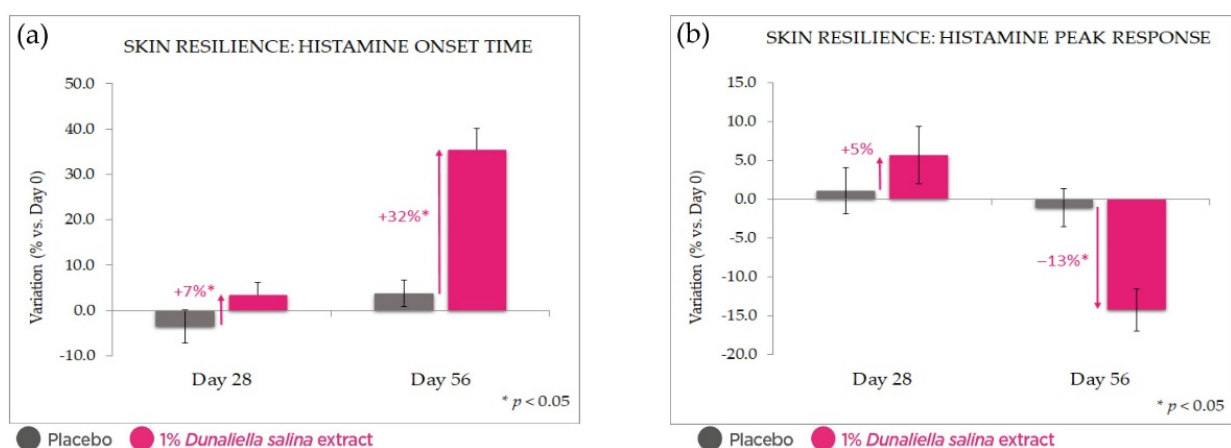 (a)
SKIN RESILIENCE: HISTAMINE ONSET TIME
Variation (% vs. Day 0)
50.0
40.0
30.0
20.0
10.0
0.0
-10.0
+7%*
+32%*
Day 28
Day 56
* p < 0.05
Placebo
1% Dunaliella salina extract
(b)
SKIN RESILIENCE: HISTAMINE PEAK RESPONSE
Variation (% vs. Day 0)
15.0
10.0
5.0
0.0
-5.0
-10.0
-15.0
-20.0
+5%
−13%*
Day 28
Day 56
* p < 0.05
Placebo
1% Dunaliella salina extract